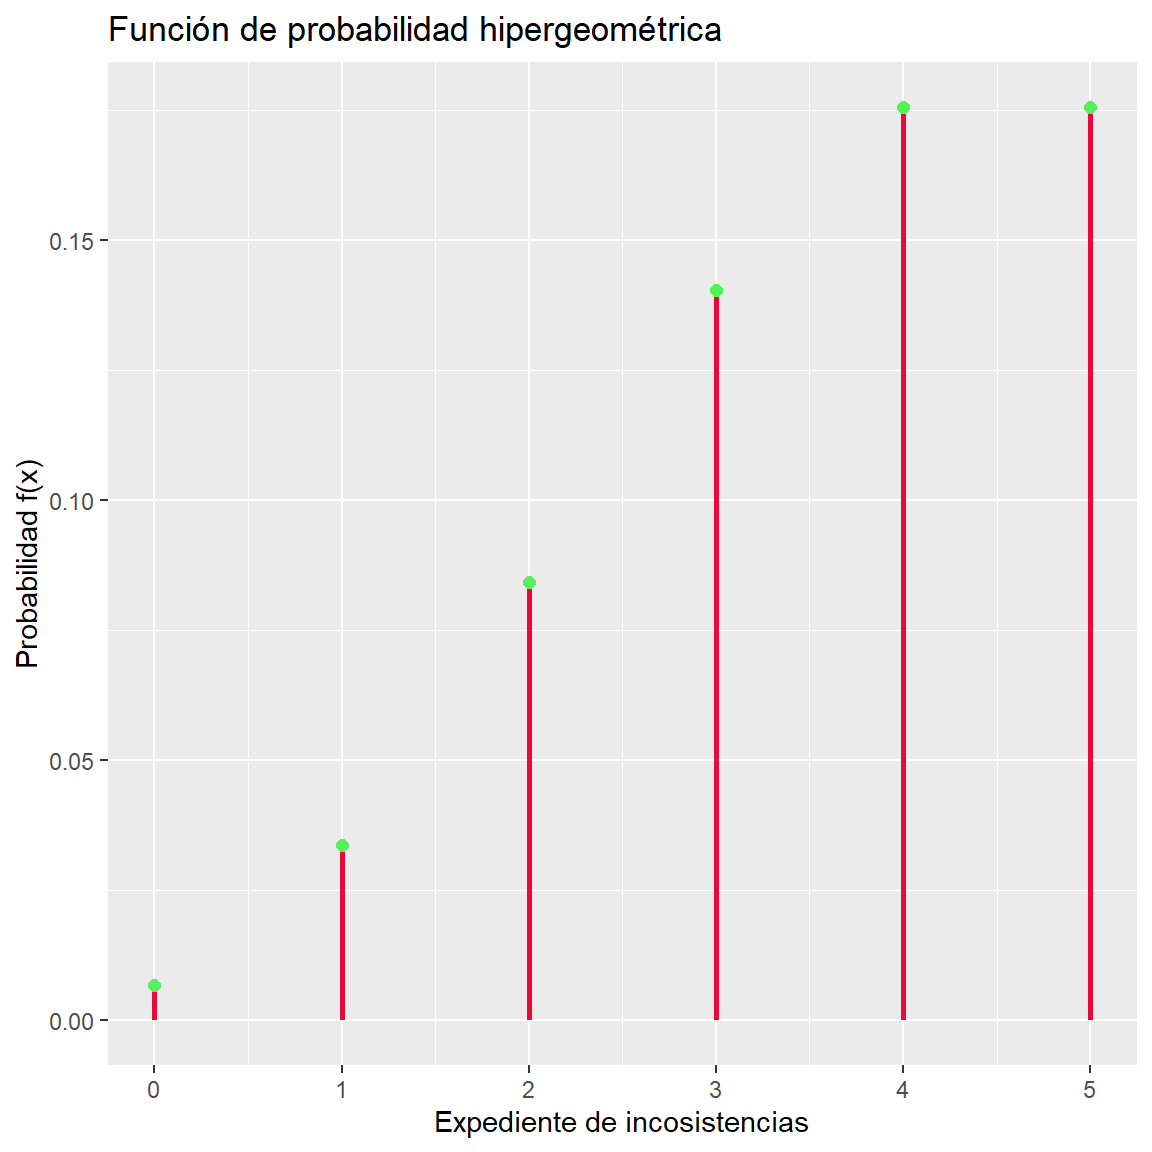 Función de probabilidad hipergeométrica
Probabilidad f(x)
0.15
0.10
0.05
0.00
0 1 2 3 4 5
Expediente de incosistencias